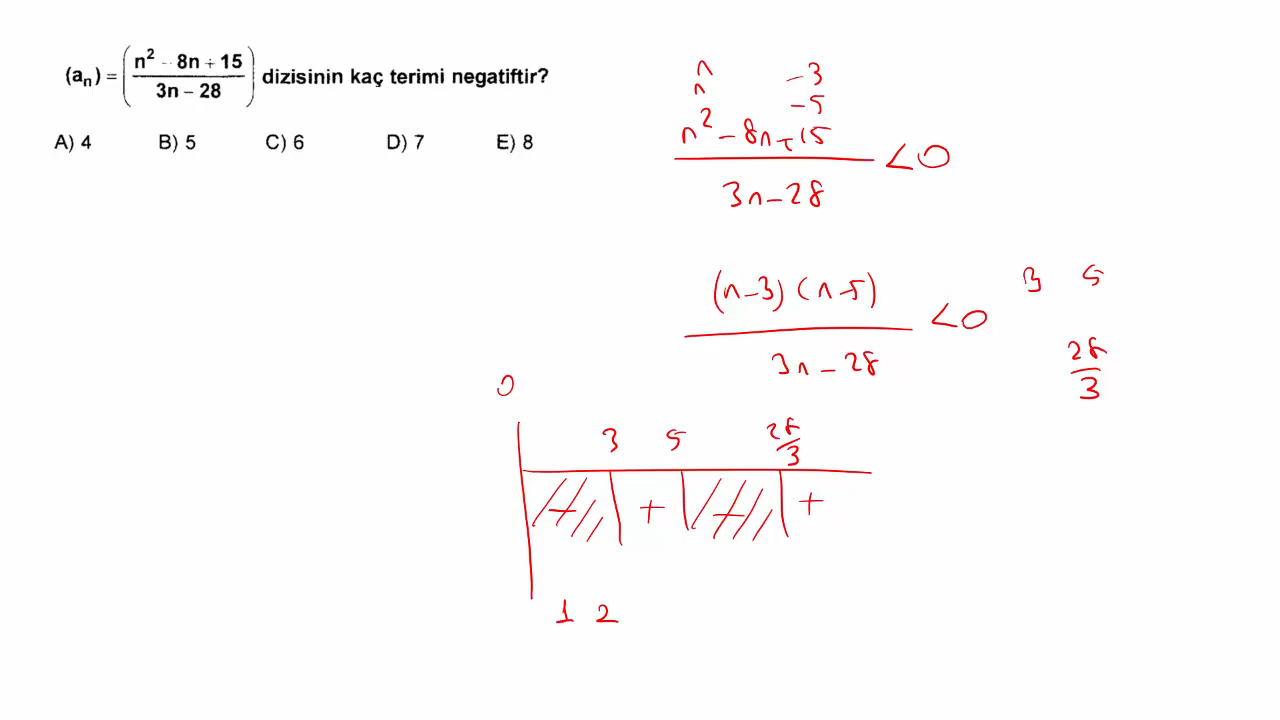 (aₙ) = ( n² - 8n + 15 / 3n - 28 ) dizisinin kaç terimi negatiftir?
A) 4 B) 5 C) 6 D) 7 E) 8
n -3
n -5
n² - 8n + 15 / 3n - 28 < 0
(n-3) (n-5) / 3n - 28 < 0
3 5
28/3
0
3 5 28/3
- + - +
1 2